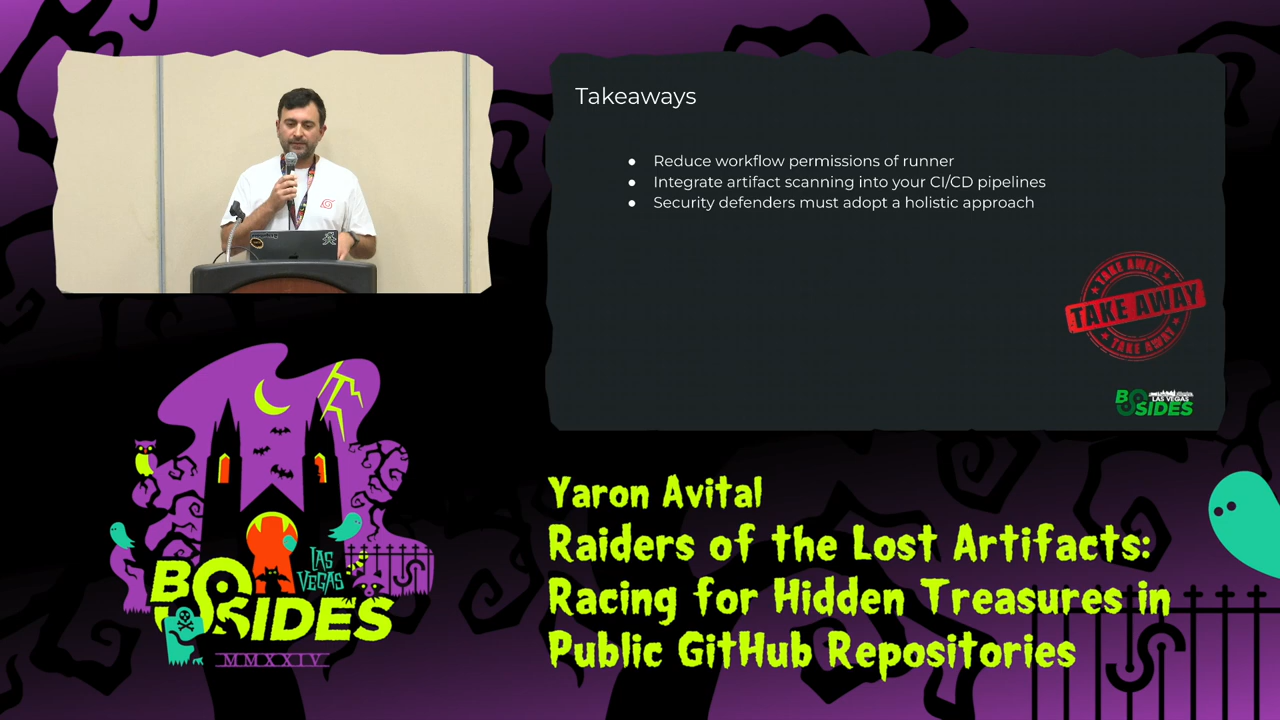 Takeaways
● Reduce workflow permissions of runner
● Integrate artifact scanning into your CI/CD pipelines
● Security defenders must adopt a holistic approach
TAKE AWAY
TAKE AWAY
TAKE AWAY
BSIDES
LAS VEGAS
LAS
VEGAS
BSIDES
MMXXIV
Yaron Avital
Raiders of the Lost Artifacts:
Racing for Hidden Treasures in
Public GitHub Repositories